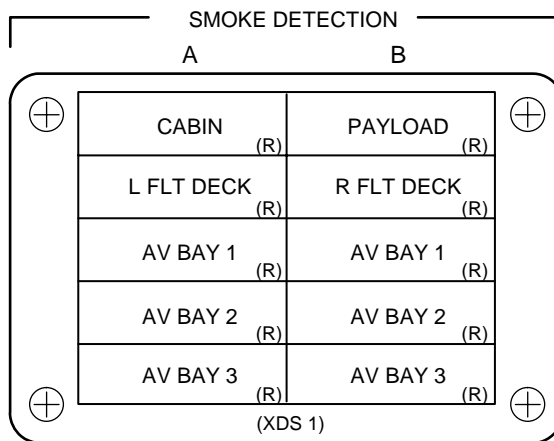 SMOKE DETECTION
A B
CABIN (R) PAYLOAD (R)
L FLT DECK (R) R FLT DECK (R)
AV BAY 1 (R) AV BAY 1 (R)
AV BAY 2 (R) AV BAY 2 (R)
AV BAY 3 (R) AV BAY 3 (R)
(XDS 1)